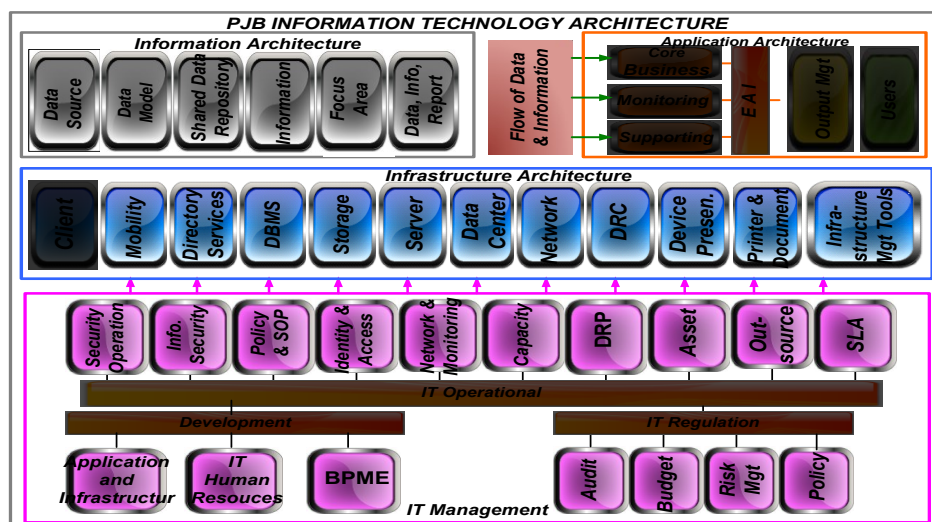 PJB INFORMATION TECHNOLOGY ARCHITECTURE
Information Architecture
Data
Source
Data
Model
Shared Data
Repository
Information
Focus
Area
Data, Info,
Report
Flow of Data
& Information
Application Architecture
Core
Business
Monitoring
Supporting
E A I
Output Mgt
Users
Infrastructure Architecture
Client
Mobility
Directory
Services
DBMS
Storage
Server
Data
Center
Network
DRC
Device
Presen.
Printer &
Document
Infra-
structure
Mgt Tools
Security
Operation
Info.
Security
Policy
& SOP
Identity &
Access
Network &
Monitoring
Capacity
DRP
Asset
Out-
source
SLA
IT Operational
Development
IT Regulation
Application
and
Infrastructur
IT
Human
Resouces
BPME
Audit
Budget
Risk
Mgt
Policy
IT Management